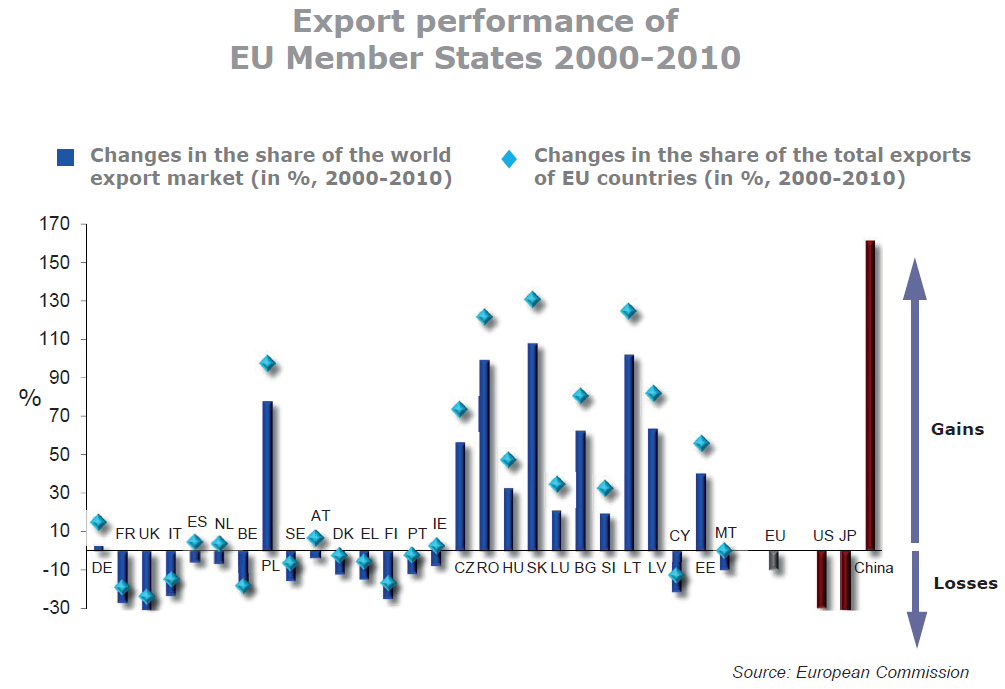 Export performance of
EU Member States 2000-2010
Changes in the share of the world
export market (in %, 2000-2010)
Changes in the share of the total exports
of EU countries (in %, 2000-2010)
170
150
130
110
90
%
70
50
30
10
-10
-30
DE
FR
UK
IT
ES
NL
BE
PL
SE
AT
DK
EL
FI
PT
IE
CZ
RO
HU
SK
LU
BG
SI
LT
LV
CY
EE
MT
EU
US
JP
China
Gains
Losses
Source: European Commission